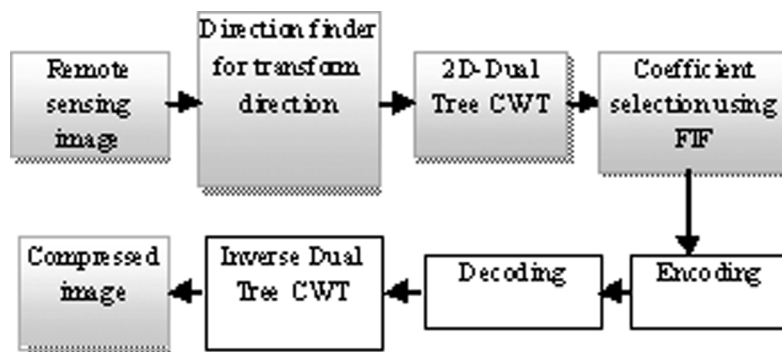 Remote
sensing
image
Direction finder
for transform
direction
2D-Dual
Tree CWT
Coefficient
selection using
FIF
Encoding
Decoding
Inverse Dual
Tree CWT
Compressed
image